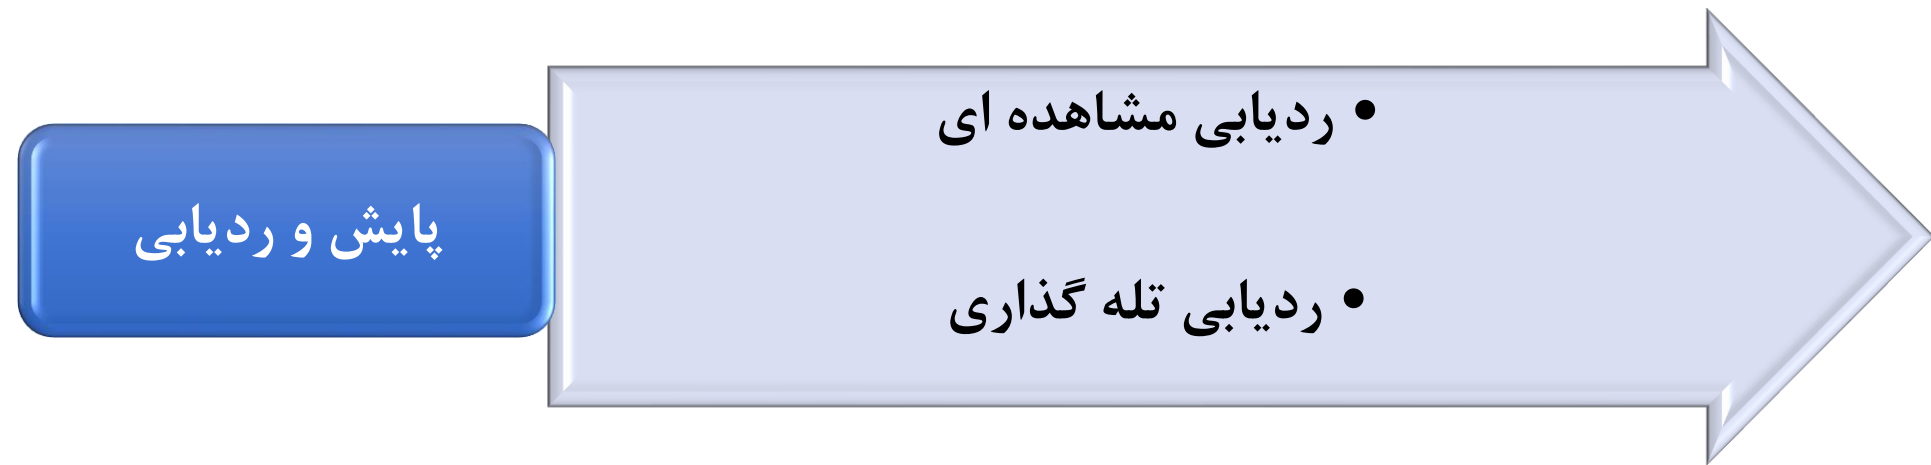 پایش و ردیابی
• ردیابی مشاهده ای
• ردیابی تله گذاری